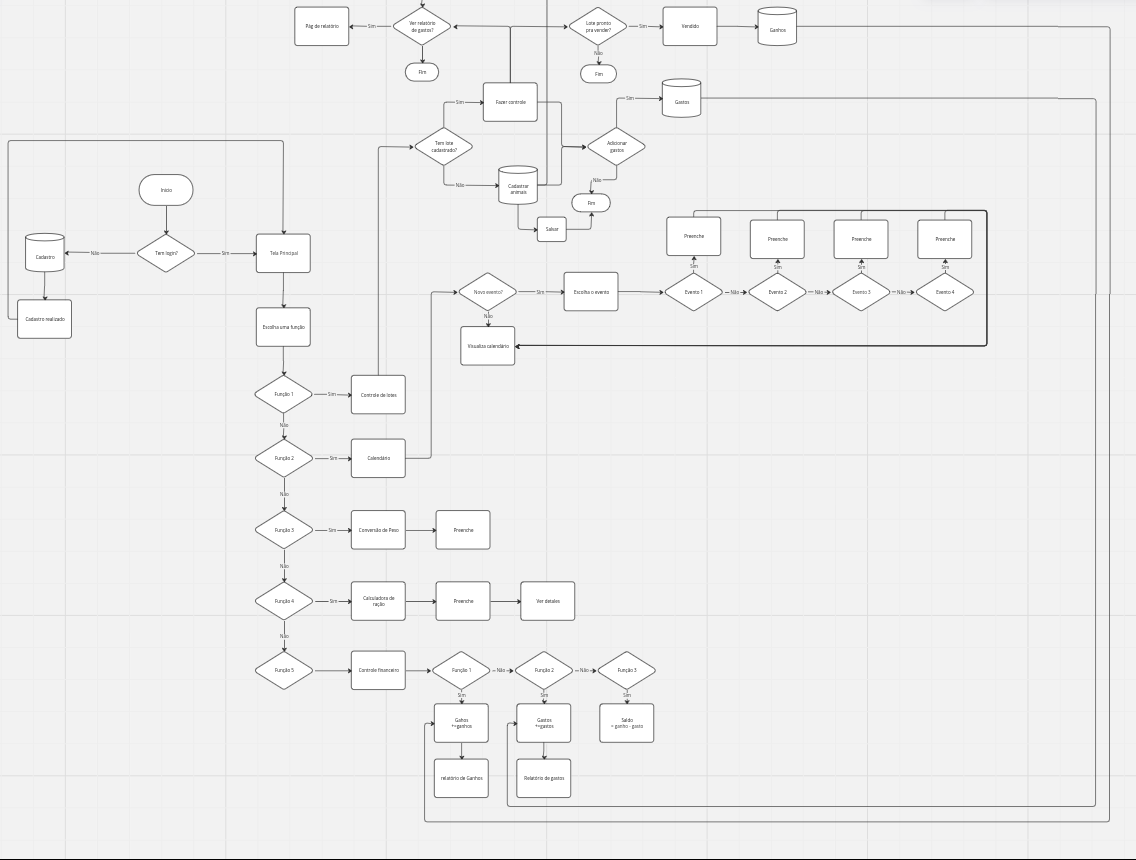 Pág de relatório
Sim
Ver relatório
de gastos?
Lote pronto
pra vender?
Sim
Vendido
Ganhos
Não
Fim
Fim
Sim
Fazer controle
Sim
Gastos
Tem lote
cadastrado?
Adicionar
gastos
Não
Cadastrar
animais
Não
Fim
Salvar
Início
Cadastro
Não
Tem login?
Sim
Tela Principal
Preenche
Preenche
Preenche
Preenche
Sim
Sim
Sim
Sim
Novo evento?
Sim
Escolha o evento
Evento 1
Não
Evento 2
Não
Evento 3
Não
Evento 4
Cadastro realizado
Escolha uma função
Não
Visualiza calendário
Função 1
Sim
Controle de lotes
Não
Função 2
Sim
Calendário
Não
Função 3
Sim
Conversão de Peso
Preenche
Não
Função 4
Sim
Calculadora de
ração
Preenche
Ver detales
Não
Função 5
Controle financeiro
Função 1
Não
Função 2
Não
Função 3
Sim
Sim
Sim
Gahos
+=ganhos
Gastos
+=gastos
Saldo
= ganho - gasto
relatório de Ganhos
Relatório de gastos